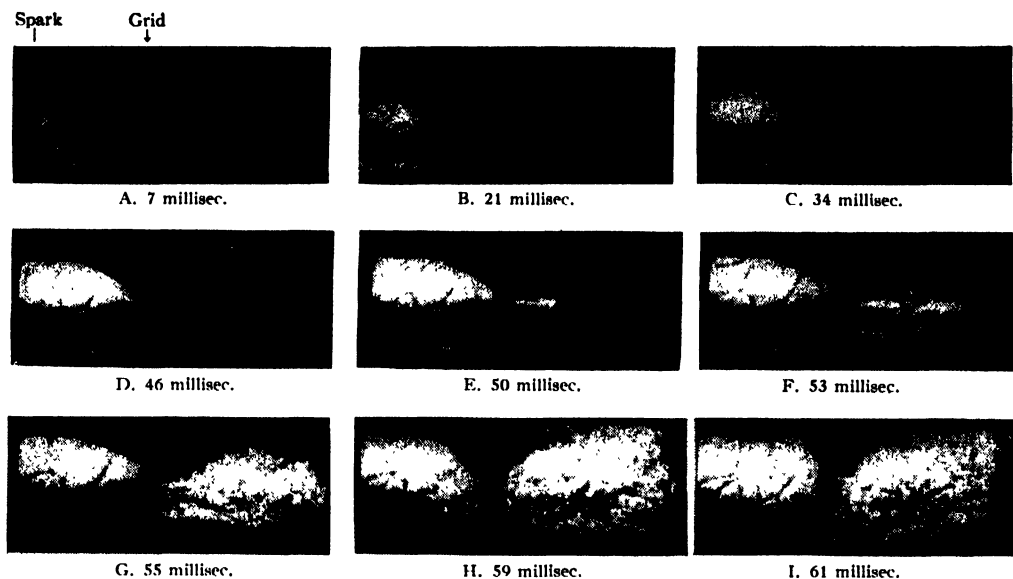 Spark Grid
A. 7 millisec. B. 21 millisec. C. 34 millisec.
D. 46 millisec. E. 50 millisec. F. 53 millisec.
G. 55 millisec. H. 59 millisec. I. 61 millisec.